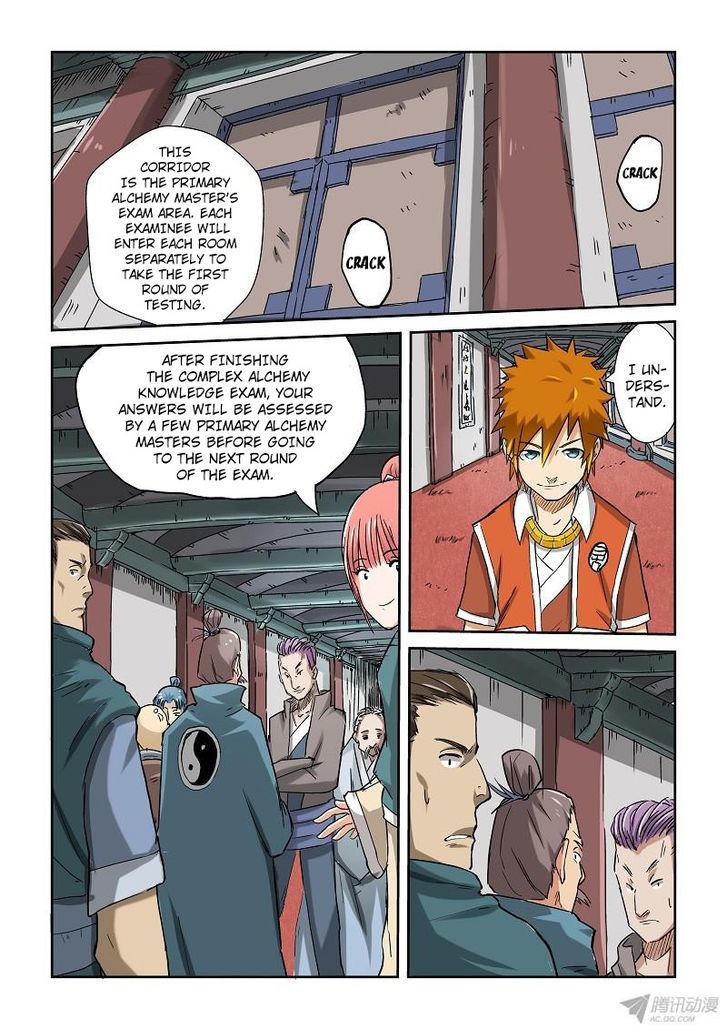 THIS
CORRIDOR
IS THE PRIMARY
ALCHEMY MASTER'S
EXAM AREA. EACH
EXAMINEE WILL
ENTER EACH ROOM
SEPARATELY TO
TAKE THE FIRST
ROUND OF
TESTING.
CRACK
CRACK
AFTER FINISHING
THE COMPLEX ALCHEMY
KNOWLEDGE EXAM, YOUR
ANSWERS WILL BE ASSESSED
BY A FEW PRIMARY ALCHEMY
MASTERS BEFORE GOING
TO THE NEXT ROUND
OF THE EXAM.
I UN-
DERS-
TAND.
腾讯动漫
AC.QQ.COM